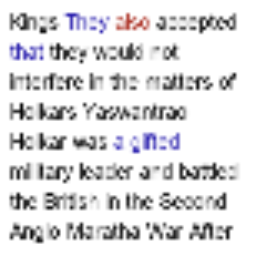 Kings They also accepted
that they would not
interfere in the matters of
Holkars Yaswantrao
Holkar was a gifted
military leader and battled
the British in the Second
Anglo Maratha War After